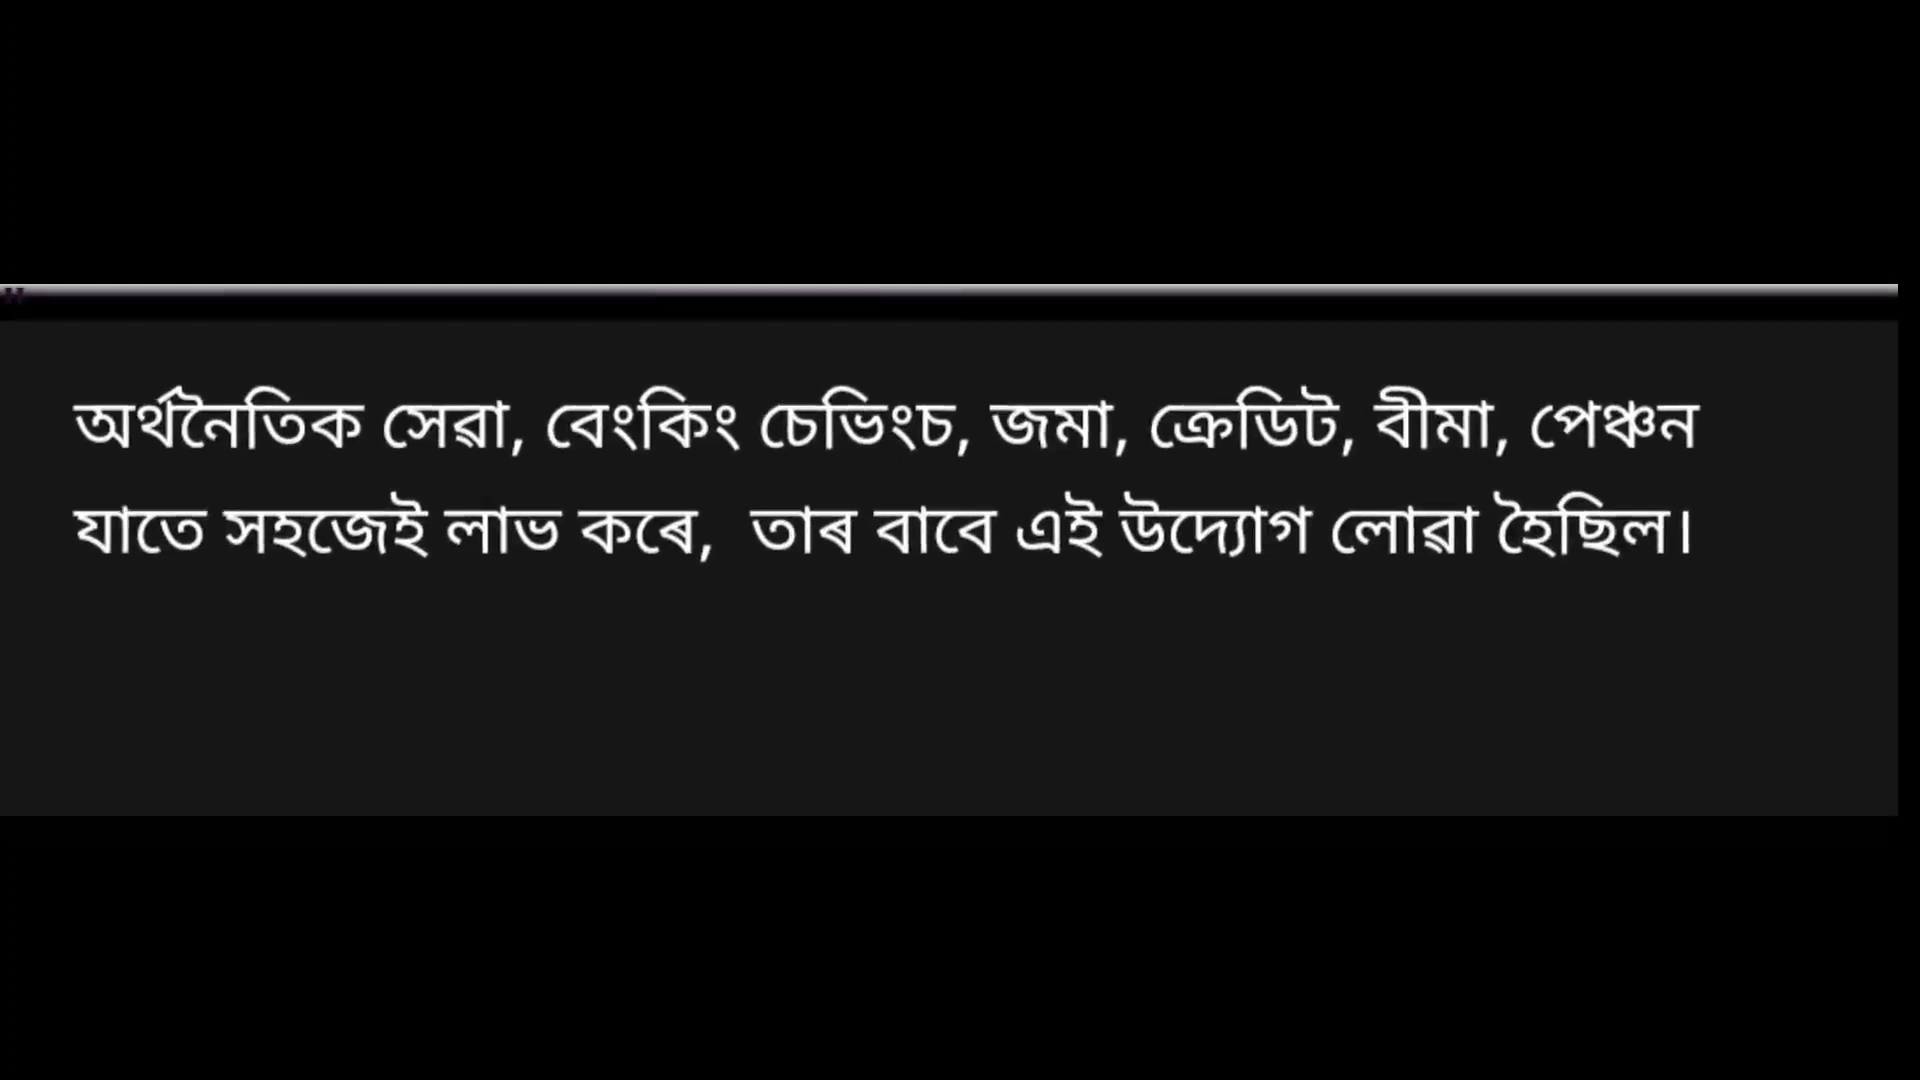 অৰ্থনৈতিক সেৱা, বেংকিং চেভিংচ, জমা, ক্ৰেডিট, বীমা, পেঞ্চন
যাতে সহজেই লাভ কৰে, তাৰ বাবে এই উদ্যোগ লোৱা হৈছিল।